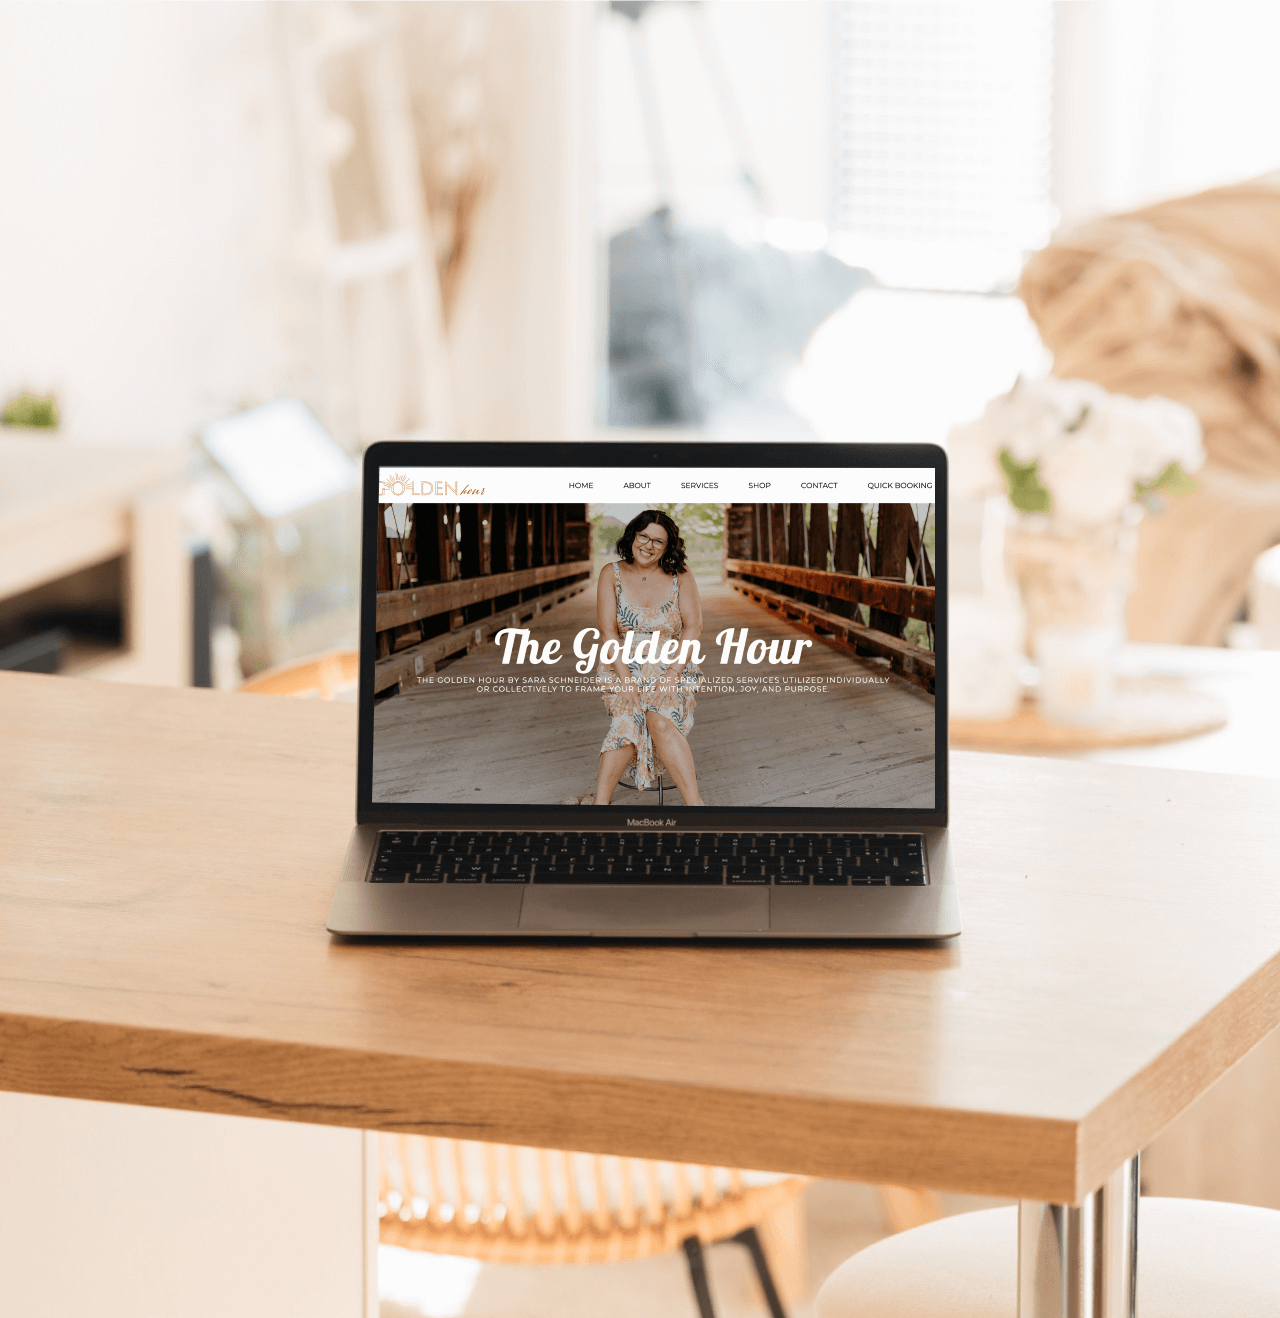 GOLDEN hour
HOME ABOUT SERVICES SHOP CONTACT QUICK BOOKING
The Golden Hour
THE GOLDEN HOUR BY SARA SCHNEIDER IS A BRAND OF SPECIALIZED SERVICES UTILIZED INDIVIDUALLY
OR COLLECTIVELY TO FRAME YOUR LIFE WITH INTENTION, JOY, AND PURPOSE.
MacBook Air